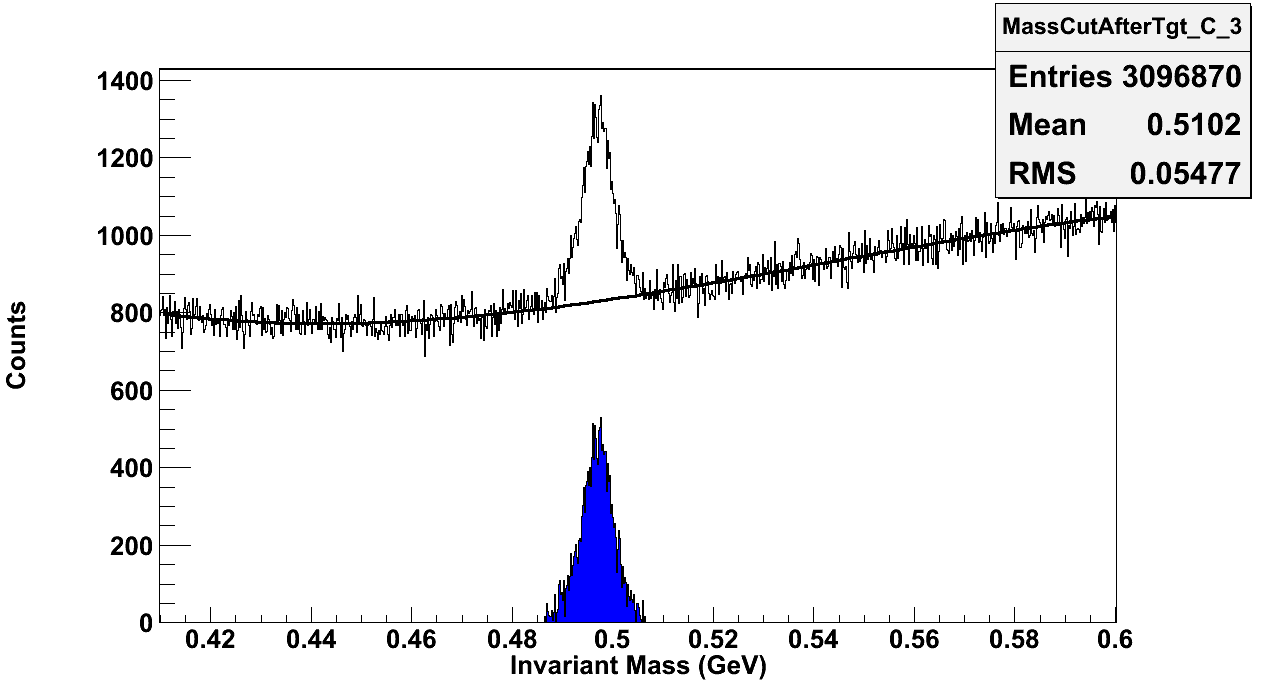 MassCutAfterTgt_C_3
Entries 3096870
Mean 0.5102
RMS 0.05477
1400
1200
1000
800
600
400
200
0
Counts
0.42 0.44 0.46 0.48 0.5 0.52 0.54 0.56 0.58 0.6
Invariant Mass (GeV)